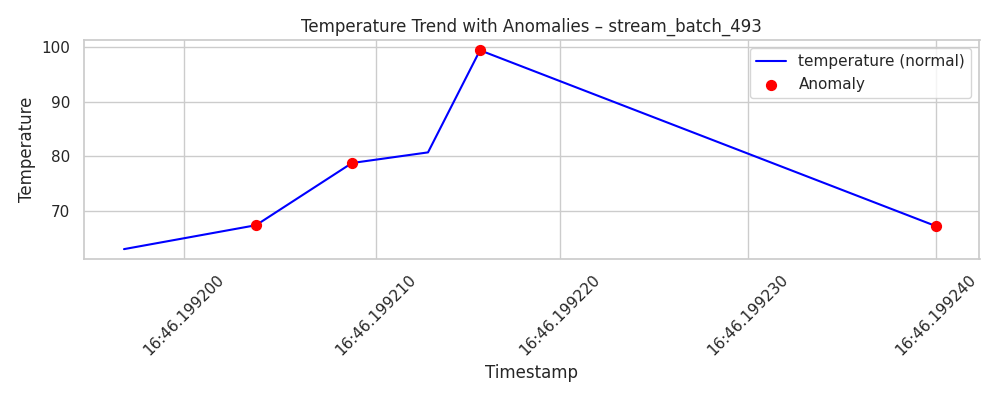 Temperature Trend with Anomalies – stream_batch_493
temperature (normal)
Anomaly
Temperature
100
90
80
70
16:46.199200
16:46.199210
16:46.199220
16:46.199230
16:46.199240
Timestamp